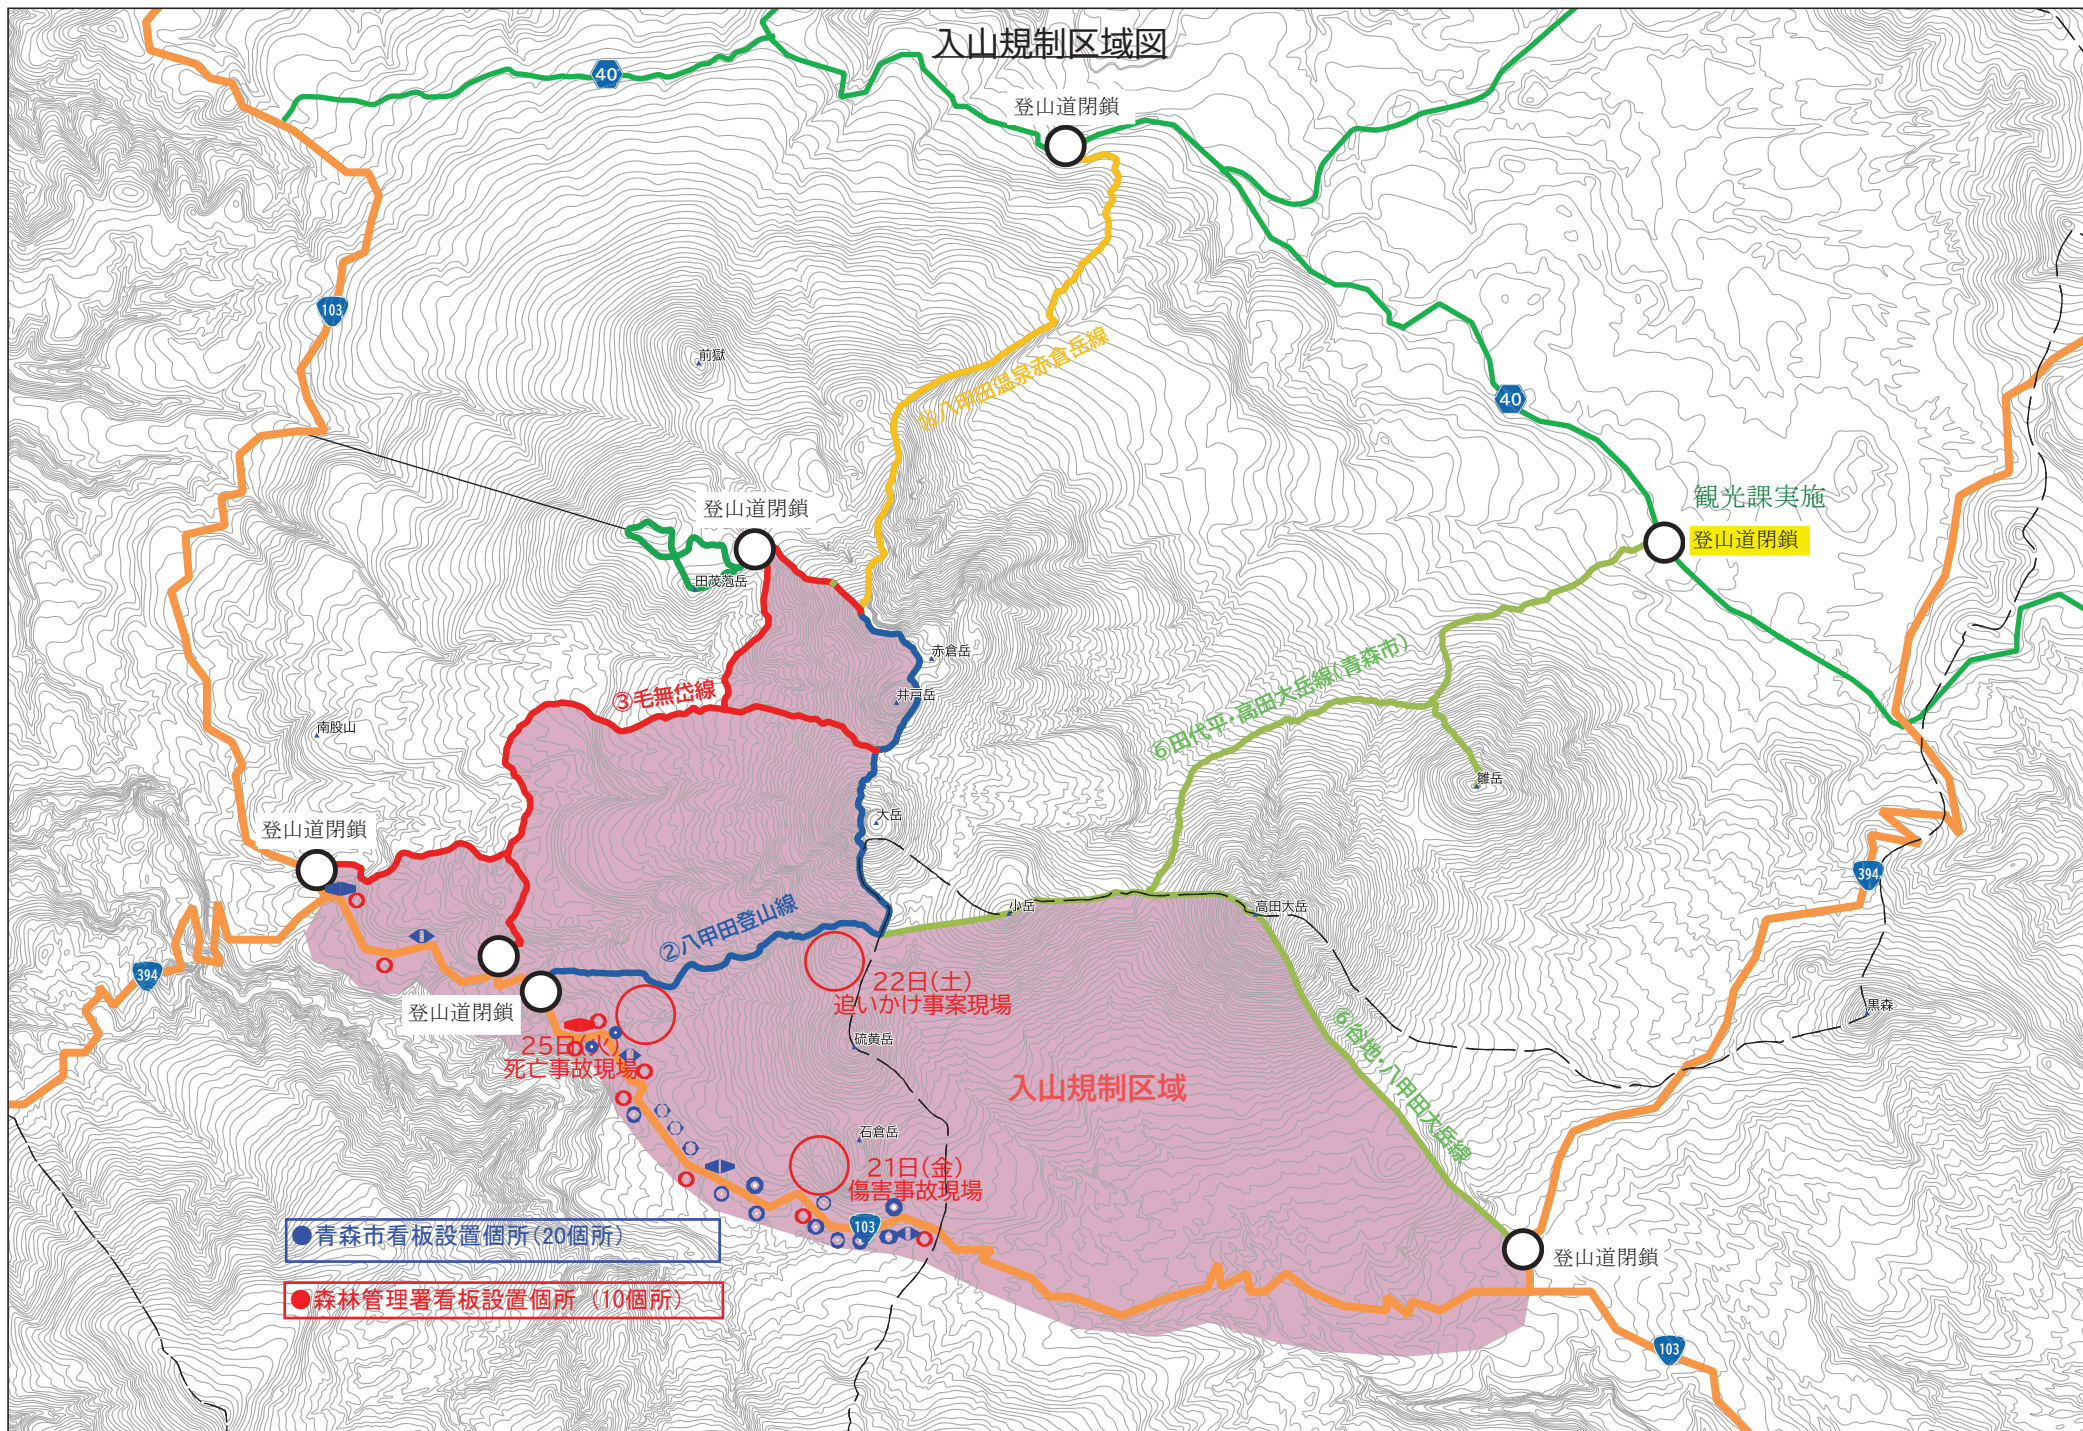 入山規制区域図
40
登山道閉鎖
103
前獄
⑯八甲田温泉赤倉岳線
40
観光課実施
登山道閉鎖
登山道閉鎖
田茂萢岳
赤倉岳
井戸岳
③毛無岱線
⑥田代平・高田大岳線(青森市)
南股山
雛岳
登山道閉鎖
大岳
394
②八甲田登山線
小岳
高田大岳
394
22日(土)
追いかけ事案現場
登山道閉鎖
黒森
25日(火)
死亡事故現場
硫黄岳
⑥谷地・八甲田大岳線
入山規制区域
石倉岳
21日(金)
傷害事故現場
103
●青森市看板設置個所(20個所)
登山道閉鎖
●森林管理署看板設置個所 (10個所)
103